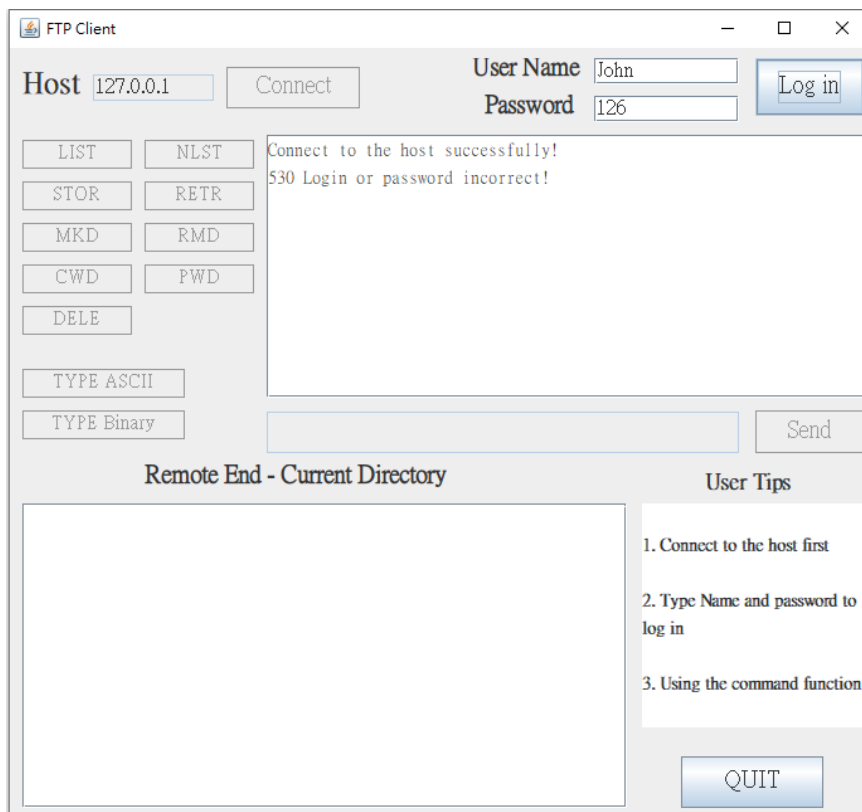 FTP Client
Host 127.0.0.1 Connect
User Name John
Password 126
Log in
LIST NLST
STOR RETR
MKD RMD
CWD PWD
DELE
TYPE ASCII
TYPE Binary
Connect to the host successfully!
530 Login or password incorrect!
Send
Remote End - Current Directory
User Tips
1. Connect to the host first
2. Type Name and password to
log in
3. Using the command function
QUIT